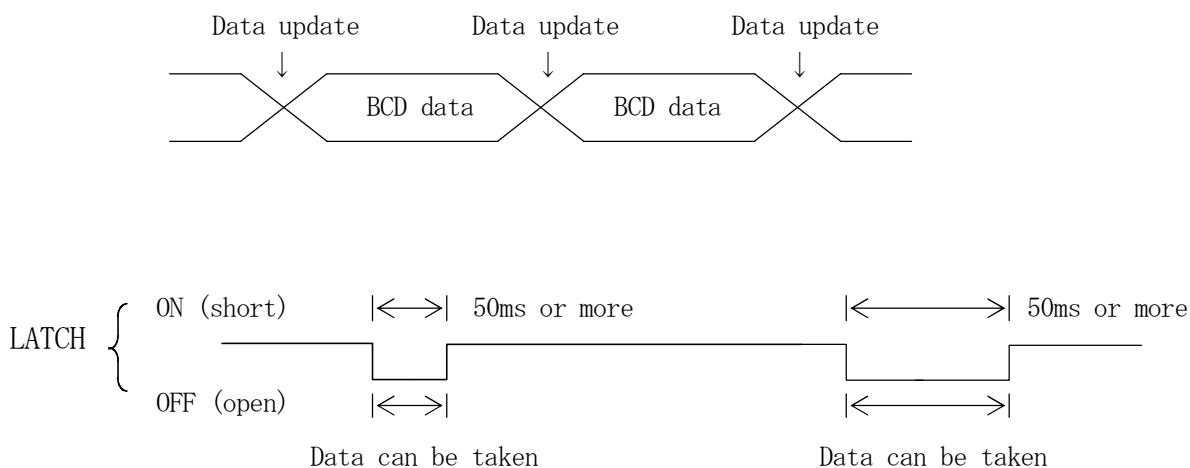 Data update Data update Data update
BCD data BCD data
ON (short) 50ms or more 50ms or more
LATCH
OFF (open)
Data can be taken Data can be taken